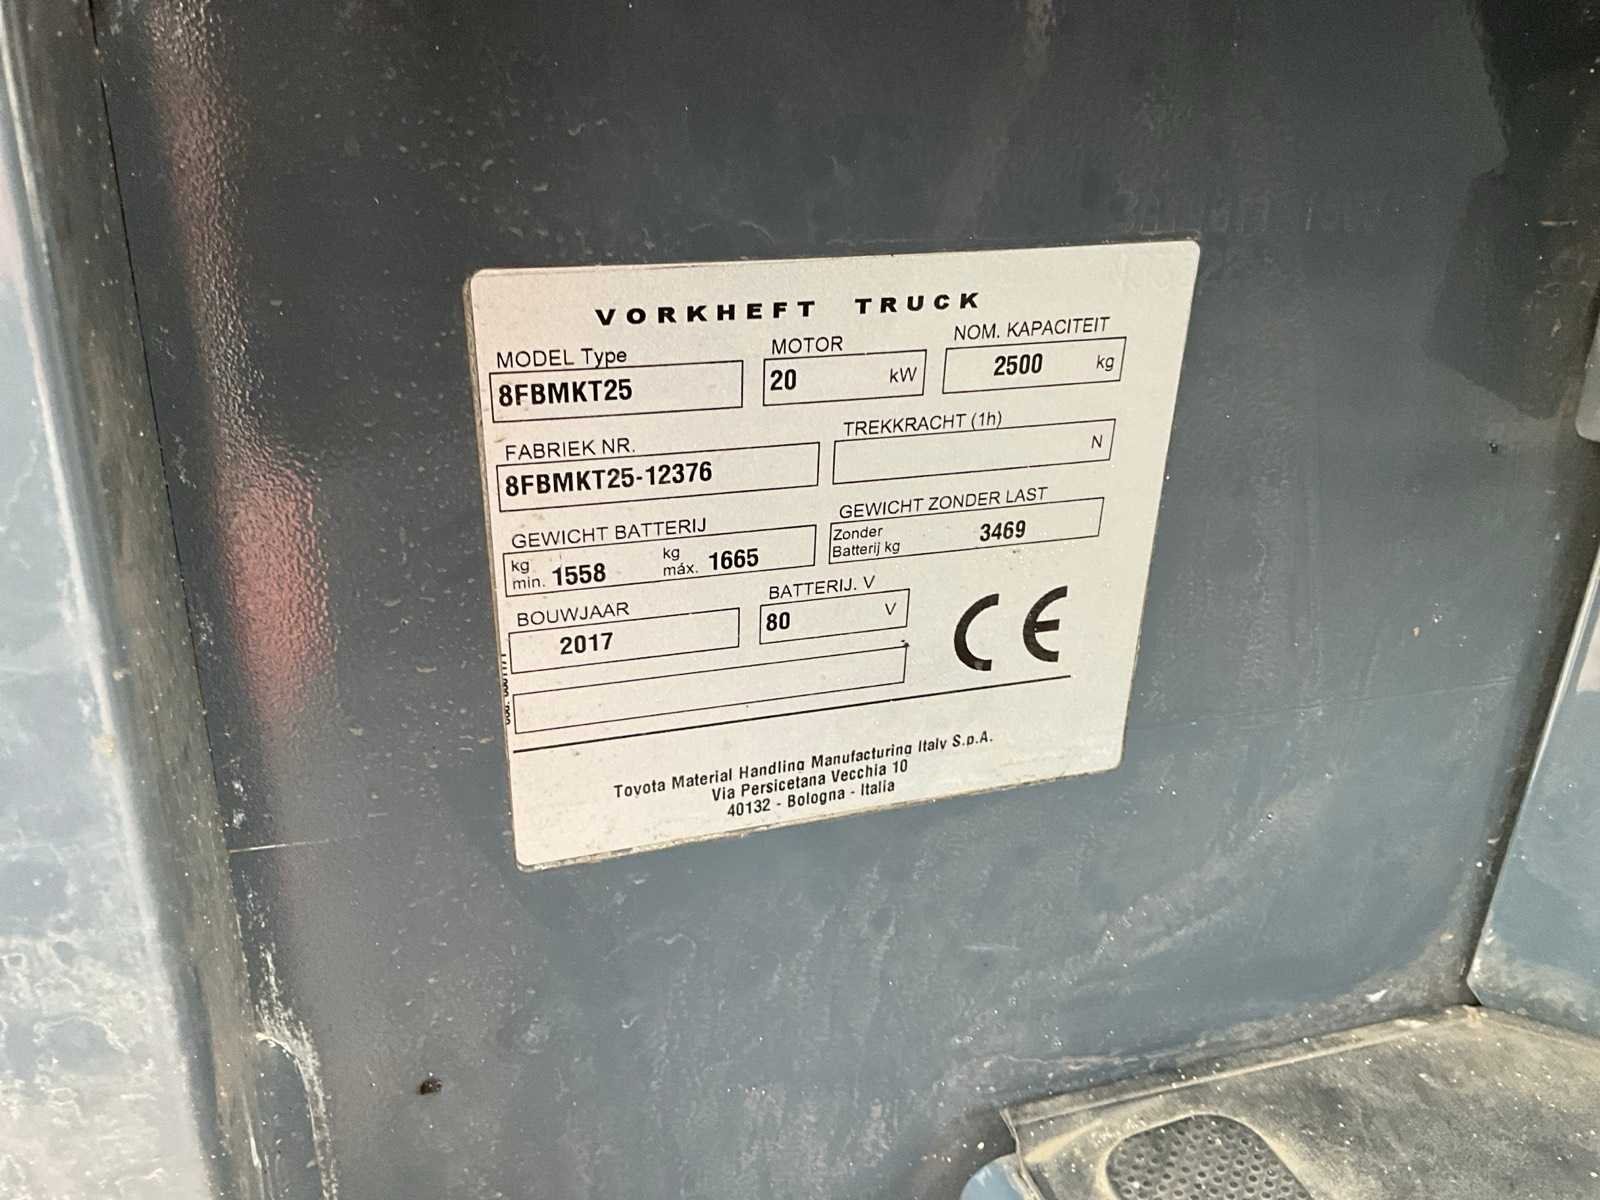 VORKHEFT TRUCK
MODEL Type
8FBMKT25
MOTOR
20 kW
NOM. KAPACITEIT
2500 kg
FABRIEK NR.
8FBMKT25-12376
TREKKRACHT (1h)
N
GEWICHT BATTERIJ
kg min. 1558 kg máx. 1665
GEWICHT ZONDER LAST
Zonder
Batterij kg 3469
BOUWJAAR
2017
BATTERIJ. V
80 V
CE
Toyota Material Handling Manufacturing Italy S.p.A.
Via Persicetana Vecchia 10
40132 - Bologna - Italia